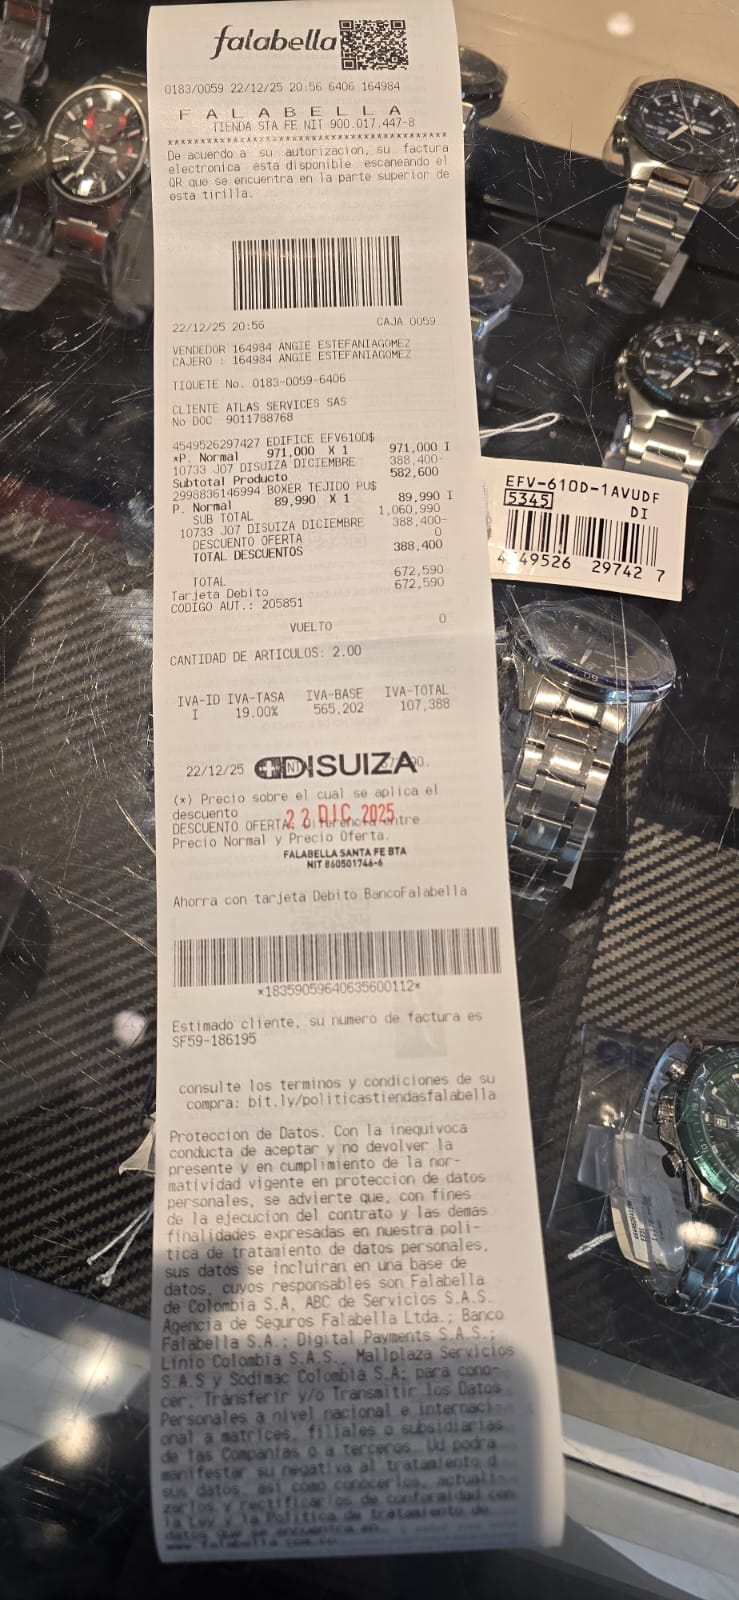 falabella
0183/0059 22/12/25 20:56 6406 164984
F A L A B E L L A
TIENDA STA FE NIT 900.017.447-8
De acuerdo a su autorizacion, su factura
electronica esta disponible escaneando el
QR que se encuentra en la parte superior de
esta tirilla.
22/12/25 20:56 CAJA 0059
VENDEDOR 164984 ANGIE ESTEFANIAGOMEZ
CAJERO : 164984 ANGIE ESTEFANIAGOMEZ
TIQUETE No. 0183-0059-6406
CLIENTE ATLAS SERVICES SAS
No DOC 9011788768
4549526297427 EDIFICE EFV610D$
*P. Normal 971,000 X 1 971,000 I
10733 J07 DISUIZA DICIEMBRE 388,400-
Subtotal Producto 582,600
2998836146994 BOXER TEJIDO PU$
P. Normal 89,990 X 1 89,990 I
SUB TOTAL 1,060,990
10733 J07 DISUIZA DICIEMBRE 388,400-
DESCUENTO OFERTA 0
TOTAL DESCUENTOS 388,400
TOTAL 672,590
Tarjeta Debito 672,590
CODIGO AUT.: 205851
VUELTO 0
CANTIDAD DE ARTICULOS: 2.00
IVA-ID IVA-TASA IVA-BASE IVA-TOTAL
I 19.00% 565,202 107,388
22/12/25 DISUIZA
(*) Precio sobre el cual se aplica el
descuento
22 DIC 2025
DESCUENTO OFERTA: Diferencia entre
Precio Normal y Precio Oferta.
FALABELLA SANTA FE BTA
NIT 860501746-6
Ahorra con tarjeta Debito BancoFalabella
*18359059640635600112*
Estimado cliente, su numero de factura es
SF59-186195
consulte los terminos y condiciones de su
compra: bit.ly/politicastiendasfalabella
Proteccion de Datos. Con la inequivoca
conducta de aceptar y no devolver la
presente y en cumplimiento de la nor-
matividad vigente en proteccion de datos
personales, se advierte que, con fines
de la ejecucion del contrato y las demas
finalidades expresadas en nuestra poli-
tica de tratamiento de datos personales,
sus datos se incluiran en una base de
datos, cuyos responsables son Falabella
de Colombia S.A, ABC de Servicios S.A.S.
Agencia de Seguros Falabella Ltda.; Banco
Falabella S.A.; Digital Payments S.A.S.;
Linio Colombia S.A.S., Mallplaza Servicios
S.A.S y Sodimac Colombia S.A; para cono-
cer, Transferir y/o Transmitir los Datos
Personales a nivel nacional e internaci-
onal a matrices, filiales o subsidiarias
de las Companias o a terceros. Ud podra
manifestar su negativa al tratamiento d
sus datos, asi como conocerlos, actuali-
zarlos y rectificarlos de conformidad con
la Ley y la Politica de tratamiento de
datos que se encuentra en
www.falabella.com.co
EFV-610D-1AVUDF
5345
DI
4 549526 29742 7